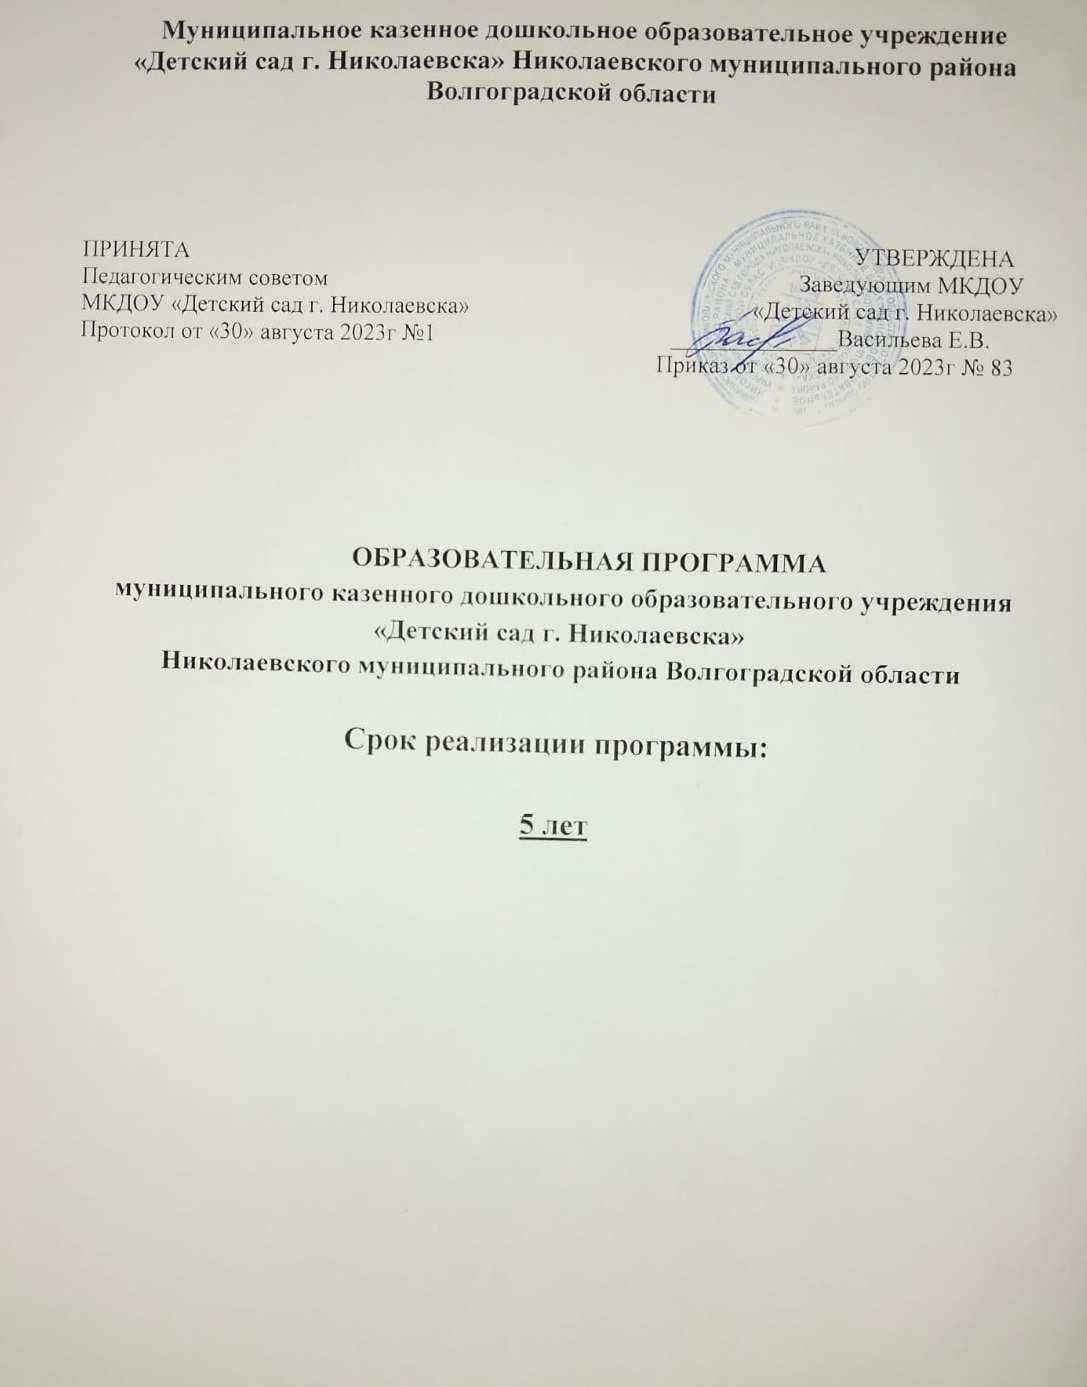 Муниципальное казенное дошкольное образовательное учреждение
«Детский сад г. Николаевска» Николаевского муниципального района
Волгоградской области
ПРИНЯТА
Педагогическим советом
МКДОУ «Детский сад г. Николаевска»
Протокол от «30» августа 2023г №1
УТВЕРЖДЕНА
Заведующим МКДОУ
«Детский сад г. Николаевска»
Васильева Е.В.
Приказ от «30» августа 2023г № 83
ОБРАЗОВАТЕЛЬНАЯ ПРОГРАММА
муниципального казенного дошкольного образовательного учреждения
«Детский сад г. Николаевска»
Николаевского муниципального района Волгоградской области
Срок реализации программы:
5 лет